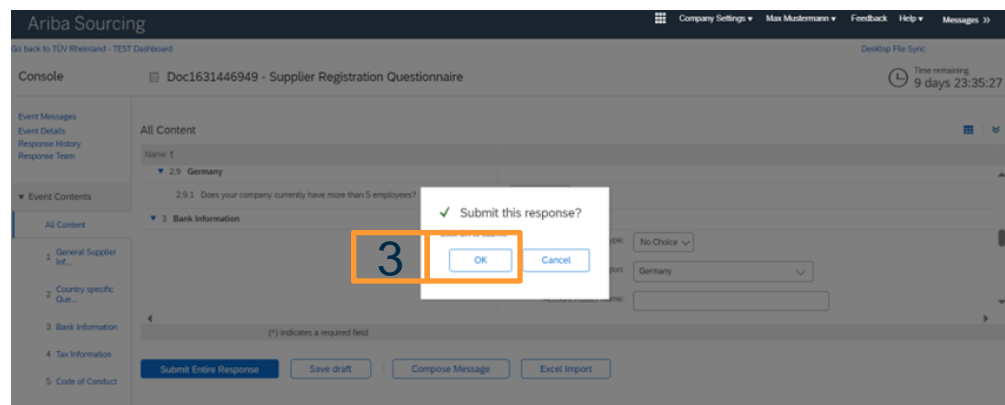 Ariba Sourcing
Company Settings ▾ Max Mustermann ▾ Feedback Help ▾ Messages »
Go back to TÜV Rheinland - TEST Dashboard Desktop File Sync
Console Doc1631446949 - Supplier Registration Questionnaire
Time remaining
9 days 23:35:27
Event Messages
Event Details
Response History
Response Team
All Content
Name ↑
▼ 2.9 Germany
2.9.1 Does your company currently have more than 5 employees?
▼ 3 Bank Information
▼ Event Contents
All Content
1 General Supplier Inf...
2 Country specific Que...
3 Bank Information
4 Tax Information
5 Code of Conduct
✓ Submit this response?
3
OK Cancel
No Choice
Germany
(*) indicates a required field
Submit Entire Response Save draft Compose Message Excel Import